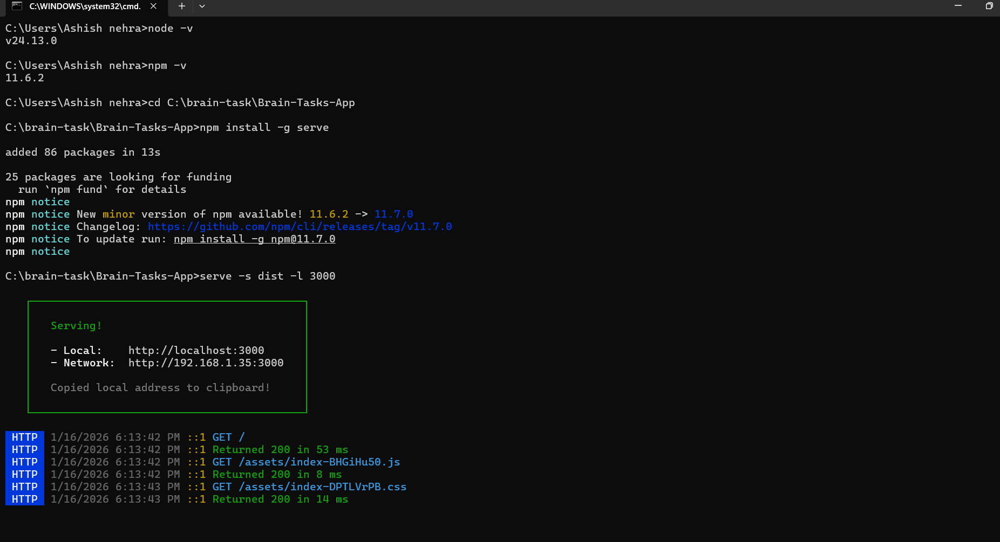 C:\WINDOWS\system32\cmd.
C:\Users\Ashish nehra>node -v
v24.13.0
C:\Users\Ashish nehra>npm -v
11.6.2
C:\Users\Ashish nehra>cd C:\brain-task\Brain-Tasks-App
C:\brain-task\Brain-Tasks-App>npm install -g serve
added 86 packages in 13s
25 packages are looking for funding
  run `npm fund` for details
npm notice
npm notice New minor version of npm available! 11.6.2 -> 11.7.0
npm notice Changelog: https://github.com/npm/cli/releases/tag/v11.7.0
npm notice To update run: npm install -g npm@11.7.0
npm notice
C:\brain-task\Brain-Tasks-App>serve -s dist -l 3000
Serving!
- Local:    http://localhost:3000
- Network:  http://192.168.1.35:3000
Copied local address to clipboard!
HTTP 1/16/2026 6:13:42 PM ::1 GET /
HTTP 1/16/2026 6:13:42 PM ::1 Returned 200 in 53 ms
HTTP 1/16/2026 6:13:42 PM ::1 GET /assets/index-BHGiHu50.js
HTTP 1/16/2026 6:13:42 PM ::1 Returned 200 in 8 ms
HTTP 1/16/2026 6:13:43 PM ::1 GET /assets/index-DPTLVrPB.css
HTTP 1/16/2026 6:13:43 PM ::1 Returned 200 in 14 ms